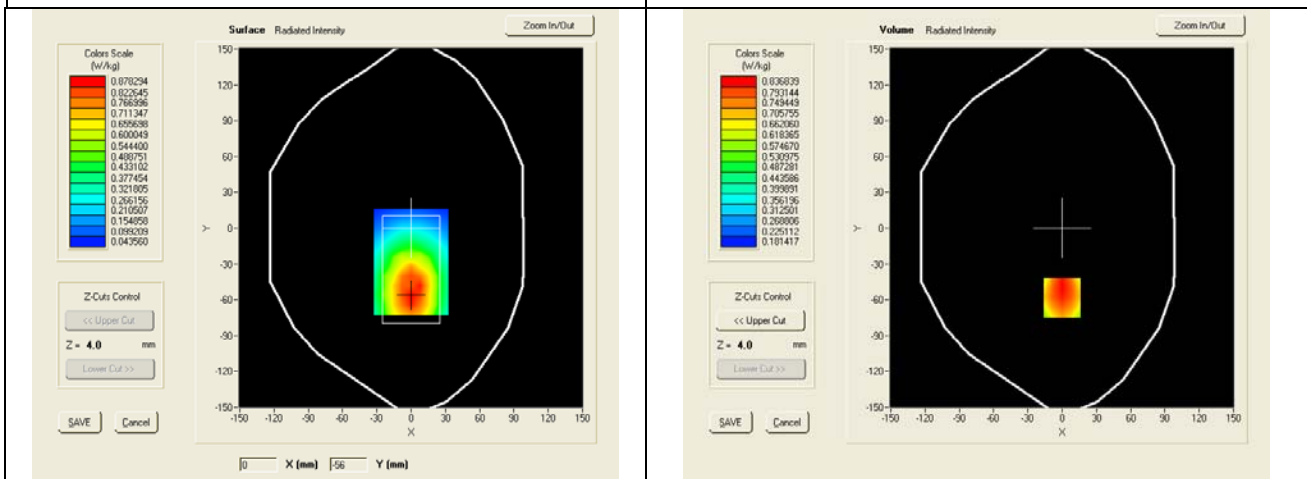 Surface Radiated Intensity
Zoom In/Out
Colors Scale
(W/kg)
0.878294
0.822645
0.766996
0.711347
0.655698
0.600049
0.544400
0.488751
0.433102
0.377454
0.321805
0.266156
0.210507
0.154858
0.099209
0.043560
Z-Cuts Control
<< Upper Cut
Z = 4.0 mm
Lower Cut >>
SAVE Cancel
150
120
90
60
30
Y 0
-30
-60
-90
-120
-150
-150 -120 -90 -60 -30 0 30 60 90 120 150
X
0 X (mm) -56 Y (mm)
Volume Radiated Intensity
Zoom In/Out
Colors Scale
(W/kg)
0.836839
0.793144
0.749449
0.705755
0.662060
0.618365
0.574670
0.530975
0.487281
0.443586
0.399891
0.356196
0.312501
0.268806
0.225112
0.181417
Z-Cuts Control
<< Upper Cut
Z = 4.0 mm
Lower Cut >>
SAVE Cancel
150
120
90
60
30
Y 0
-30
-60
-90
-120
-150
-150 -120 -90 -60 -30 0 30 60 90 120 150
X